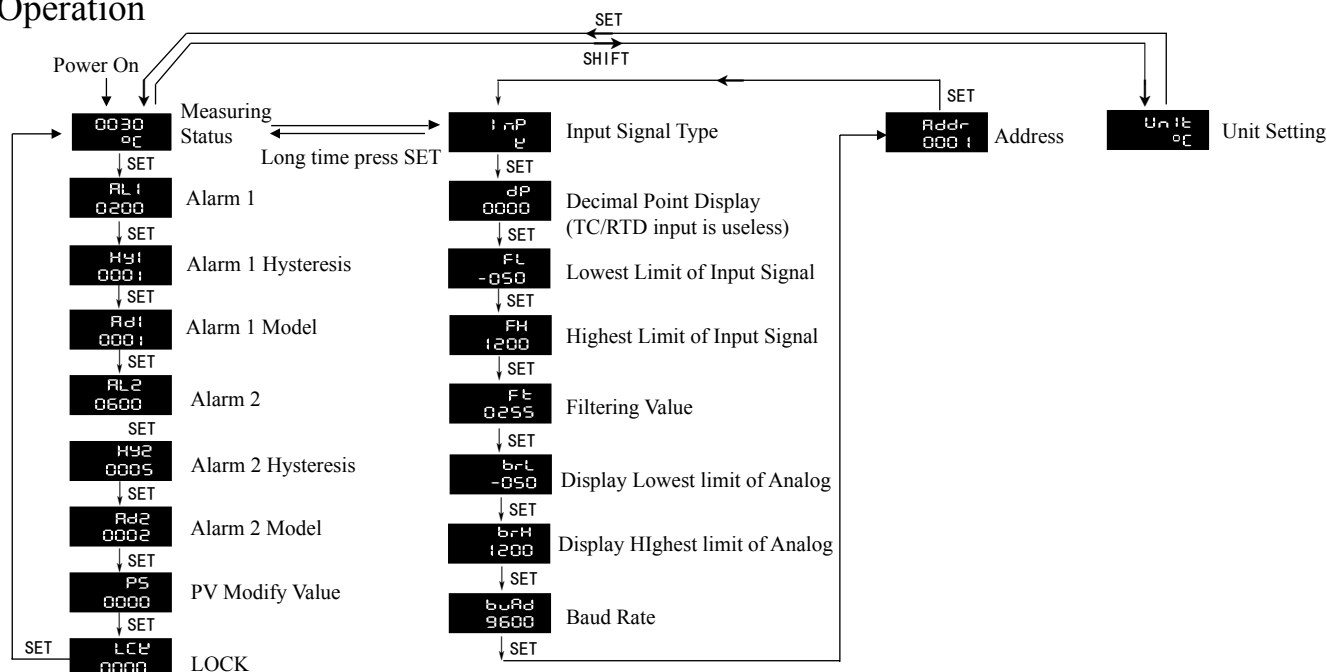 Operation
SET
SHIFT
Power On
0030
°C
Measuring
Status
Long time press SET
SET
AL1
0200
Alarm 1
SET
HY1
0001
Alarm 1 Hysteresis
SET
Ad1
0001
Alarm 1 Model
SET
AL2
0600
Alarm 2
SET
HY2
0005
Alarm 2 Hysteresis
SET
Ad2
0002
Alarm 2 Model
SET
PS
0000
PV Modify Value
SET
SET
LCK
0000
LOCK
InP
K
Input Signal Type
SET
dP
0000
Decimal Point Display
(TC/RTD input is useless)
SET
FL
-050
Lowest Limit of Input Signal
SET
FH
1200
Highest Limit of Input Signal
SET
Ft
0255
Filtering Value
SET
brL
-050
Display Lowest limit of Analog
SET
brH
1200
Display HIghest limit of Analog
SET
buAd
9600
Baud Rate
SET
SET
Addr
0001
Address
UnIt
°C
Unit Setting